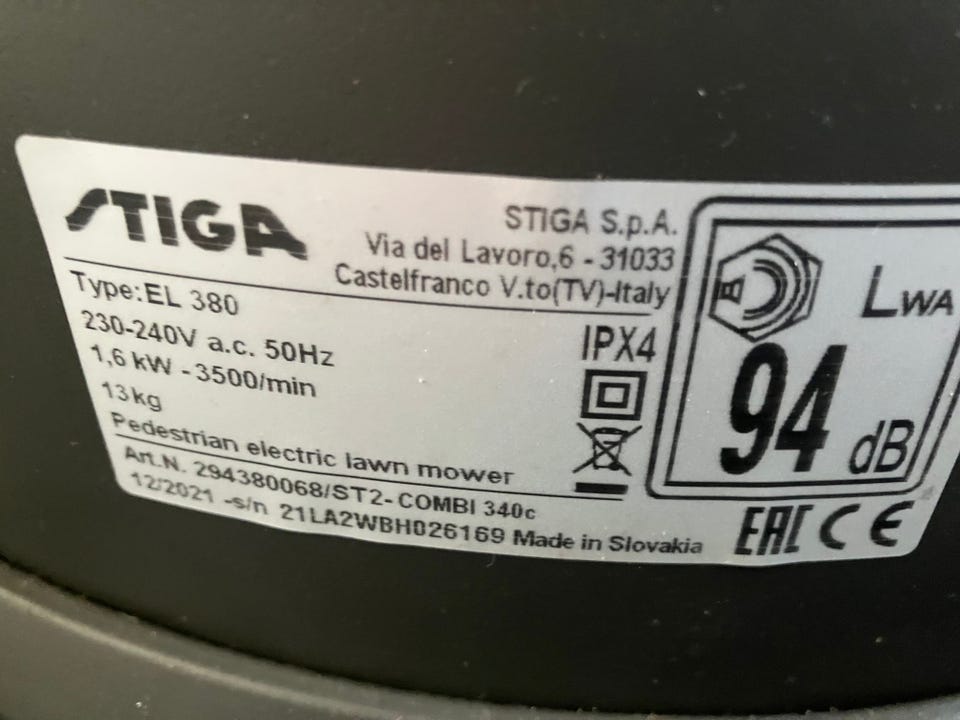 STIGA
STIGA S.p.A.
Via del Lavoro,6 - 31033
Castelfranco V.to(TV)-Italy
Type:EL 380
230-240V a.c. 50Hz
1,6 kW - 3500/min
13kg
Pedestrian electric lawn mower
Art.N. 294380068/ST2-COMBI 340c
12/2021 -s/n 21LA2WBH026169 Made in Slovakia
IPX4
LWA
94 dB
EAC CE